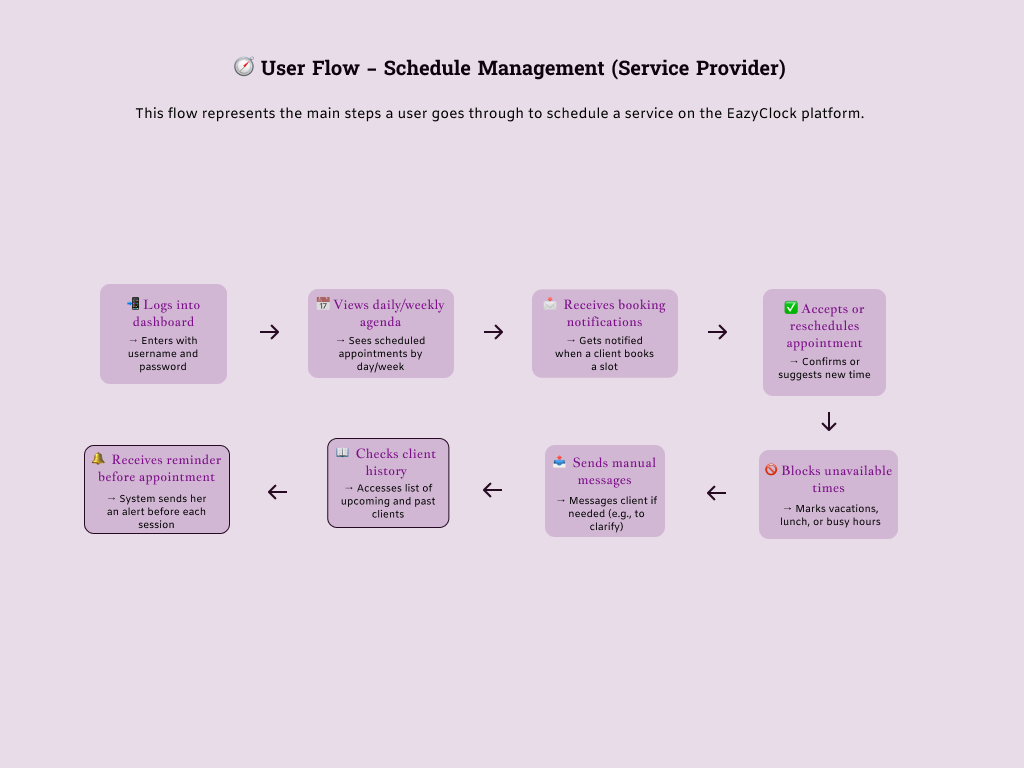 🧭 User Flow – Schedule Management (Service Provider)
This flow represents the main steps a user goes through to schedule a service on the EazyClock platform.
📲 Logs into
dashboard
→ Enters with
username and
password
📅 Views daily/weekly
agenda
→ Sees scheduled
appointments by
day/week
📩 Receives booking
notifications
→ Gets notified
when a client books
a slot
✅ Accepts or
reschedules
appointment
→ Confirms or
suggests new time
🚫 Blocks unavailable
times
→ Marks vacations,
lunch, or busy hours
📤 Sends manual
messages
→ Messages client if
needed (e.g., to
clarify)
📖 Checks client
history
→ Accesses list of
upcoming and past
clients
🔔 Receives reminder
before appointment
→ System sends her
an alert before each
session